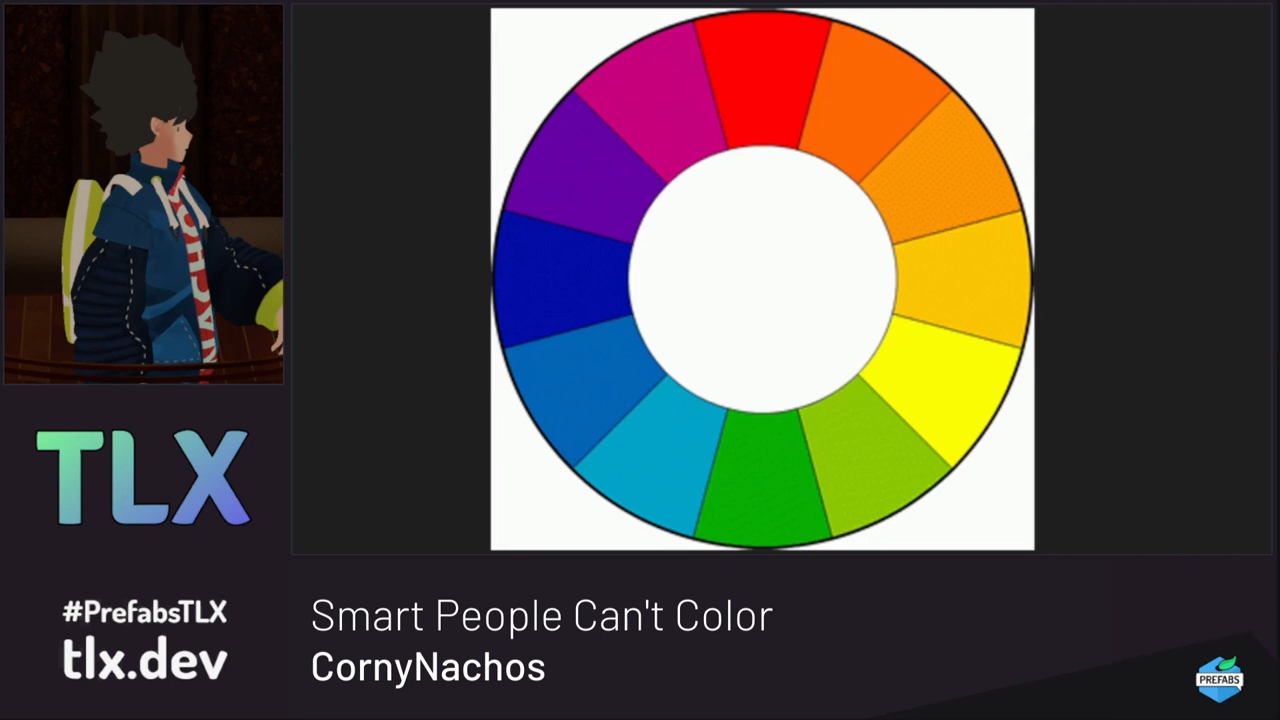 TLX
#PrefabsTLX
tlx.dev
Smart People Can't Color
CornyNachos
PREFABS